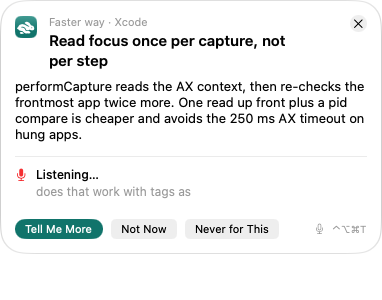 Faster way · Xcode
Read focus once per capture, not
per step
performCapture reads the AX context, then re-checks the
frontmost app twice more. One read up front plus a pid
compare is cheaper and avoids the 250 ms AX timeout on
hung apps.
Listening...
does that work with tags as
Tell Me More Not Now Never for This ⌃⌥⌘T